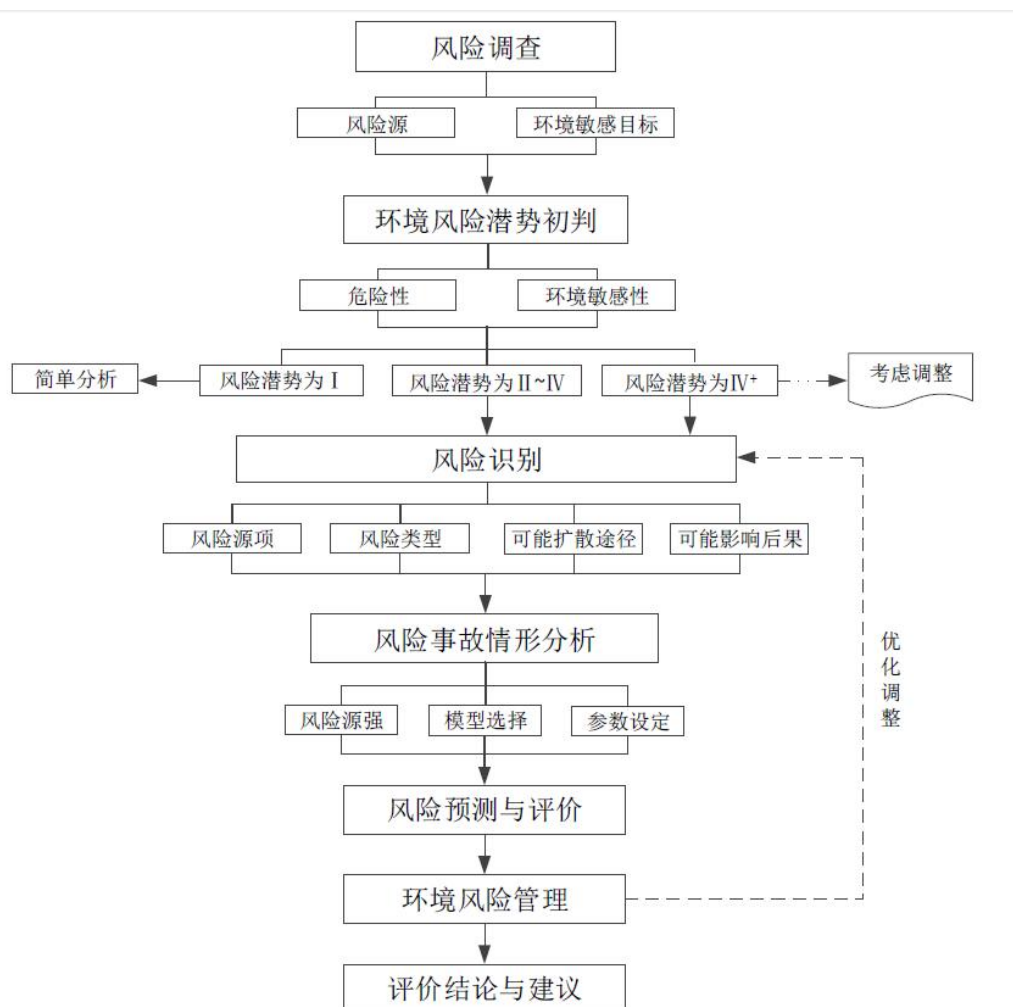 风险调查
风险源
环境敏感目标
环境风险潜势初判
危险性
环境敏感性
简单分析
风险潜势为Ⅰ
风险潜势为Ⅱ~Ⅳ
风险潜势为Ⅳ⁺
考虑调整
风险识别
风险源项
风险类型
可能扩散途径
可能影响后果
风险事故情形分析
优化调整
风险源强
模型选择
参数设定
风险预测与评价
环境风险管理
评价结论与建议